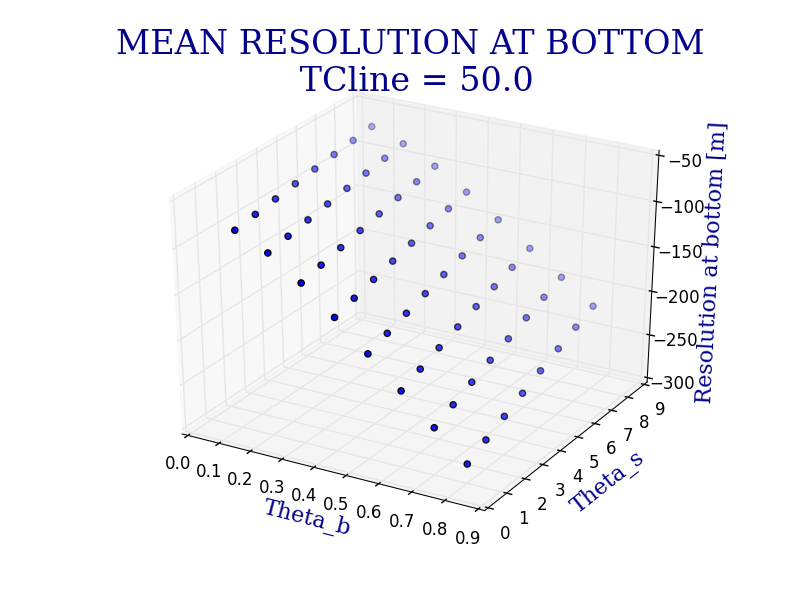 MEAN RESOLUTION AT BOTTOM
TCline = 50.0
−50
−100
−150
−200
−250
−300
Resolution at bottom [m]
0.0 0.1 0.2 0.3 0.4 0.5 0.6 0.7 0.8 0.9
Theta_b
0 1 2 3 4 5 6 7 8 9
Theta_s